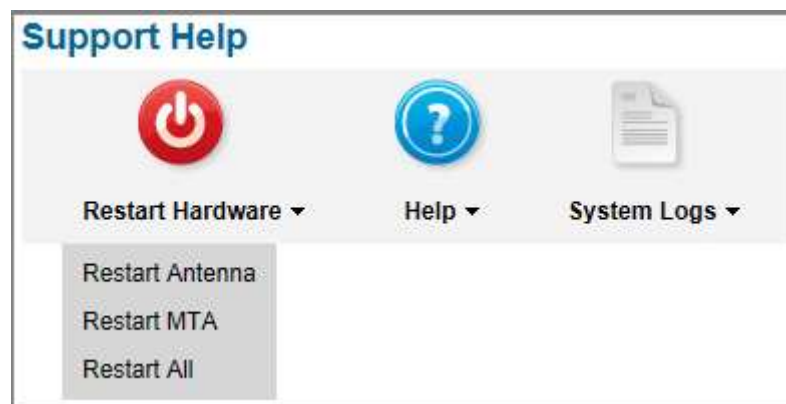 Support Help
Restart Hardware Help System Logs
Restart Antenna
Restart MTA
Restart All